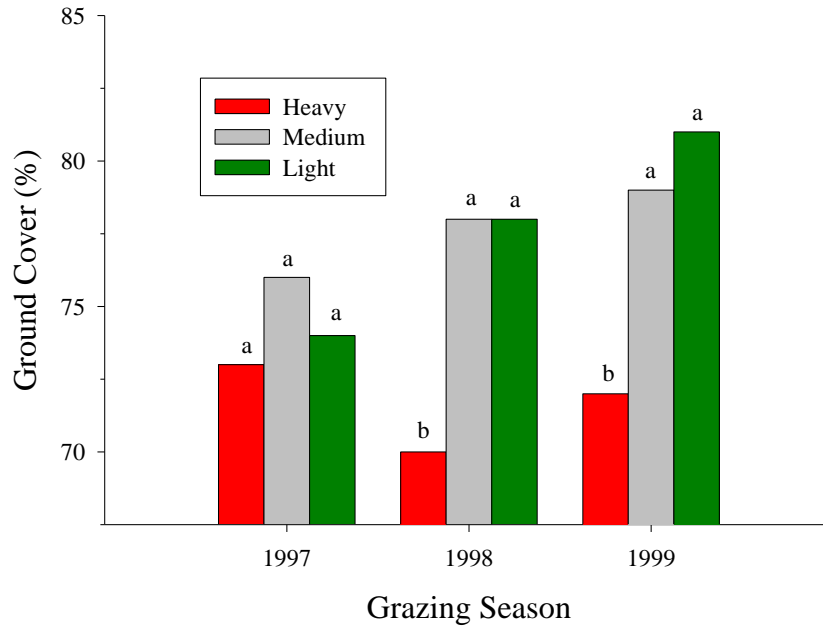 85
80
75
70
Ground Cover (%)
Heavy
Medium
Light
a
a
a
b
a
a
b
a
a
1997
1998
1999
Grazing Season